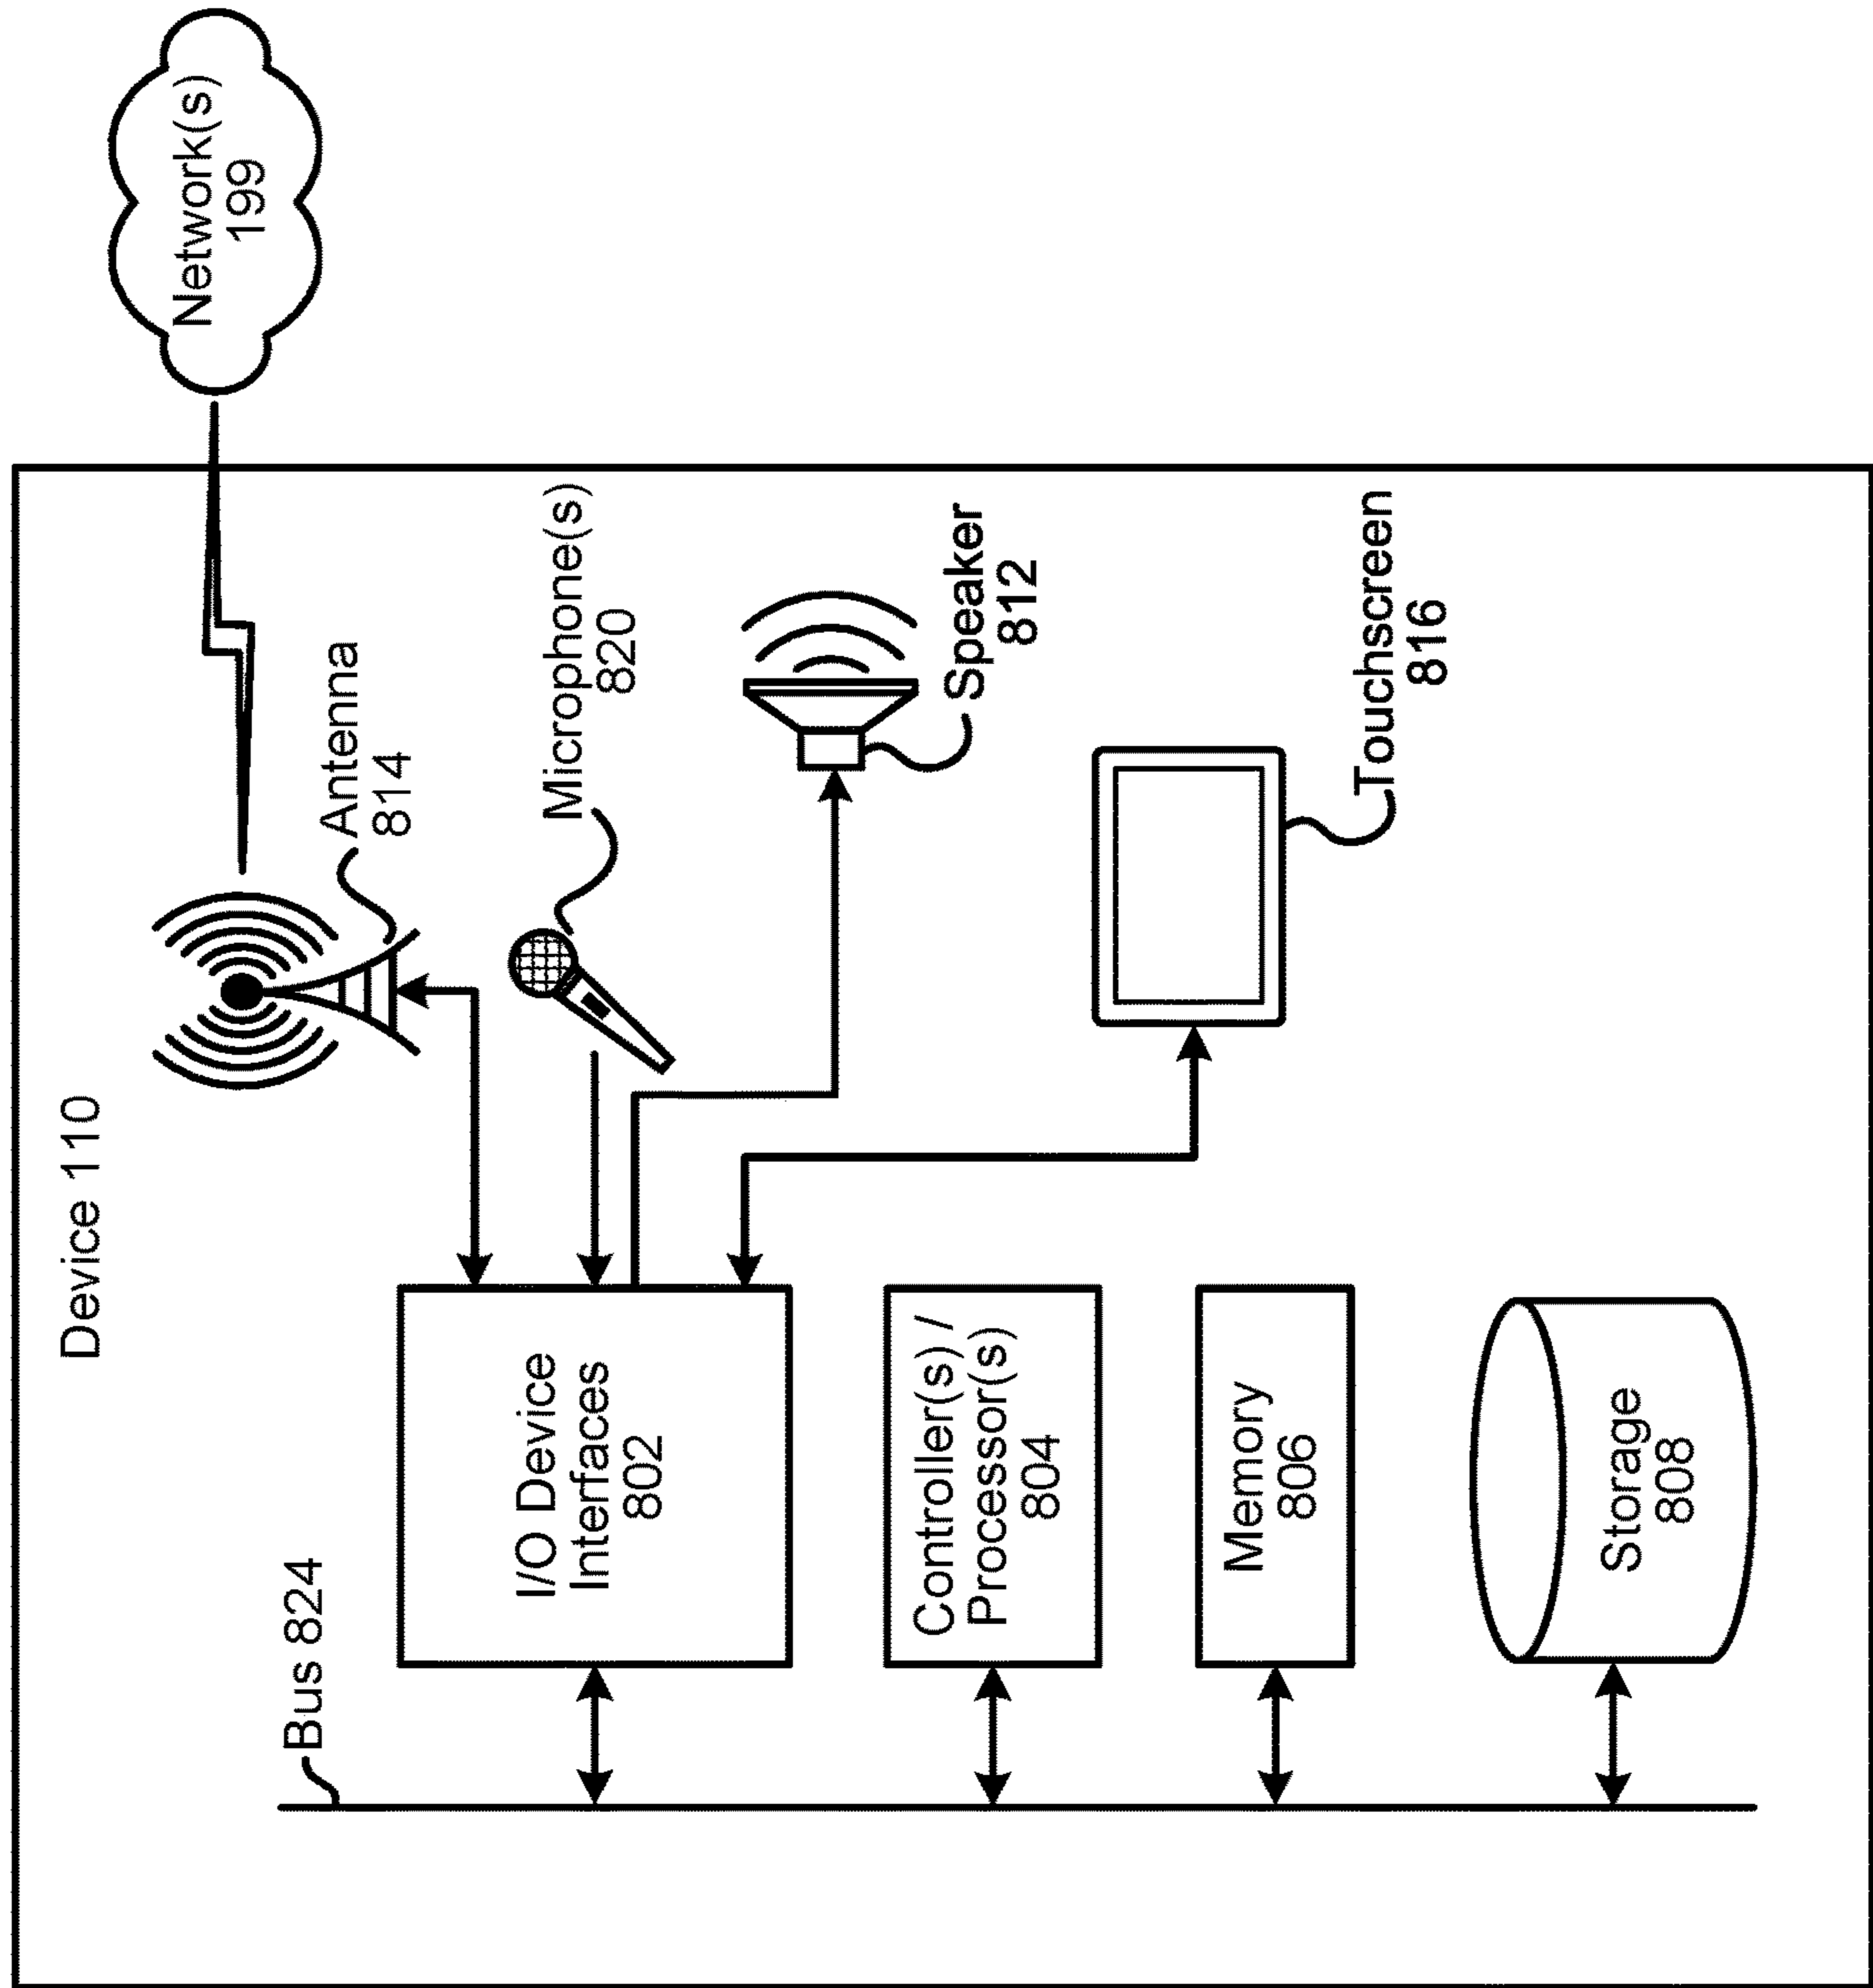 Device 110
Network(s)
199
Antenna
814
Bus 824
I/O Device
Interfaces
802
Microphone(s)
820
Speaker
812
Controller(s) /
Processor(s)
804
Touchscreen
816
Memory
806
Storage
808